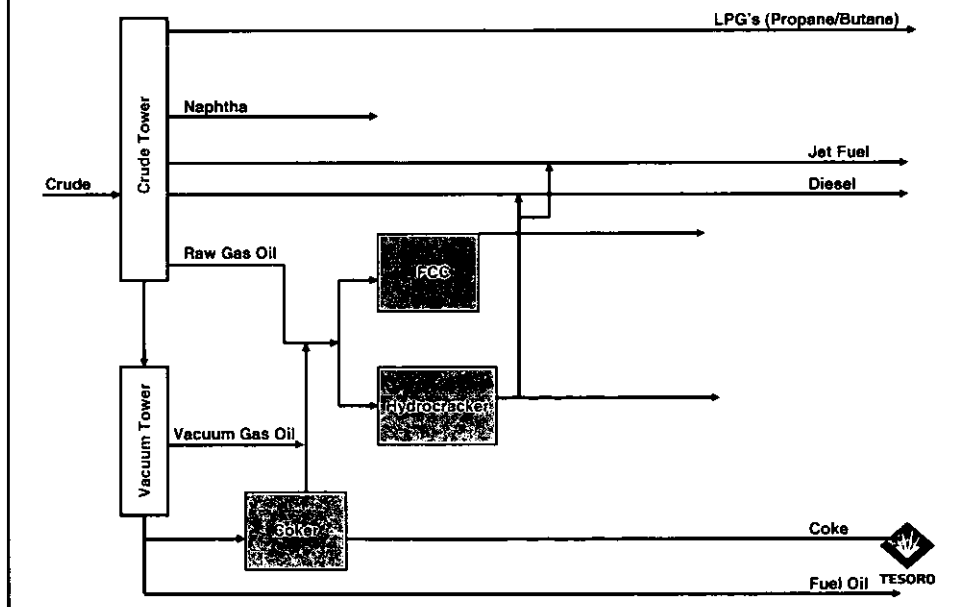 LPG's (Propane/Butane)
Crude Tower
Naphtha
Jet Fuel
Crude
Diesel
Raw Gas Oil
FCC
Hydrocracker
Vacuum Tower
Vacuum Gas Oil
Coker
Coke
TESORO
Fuel Oil